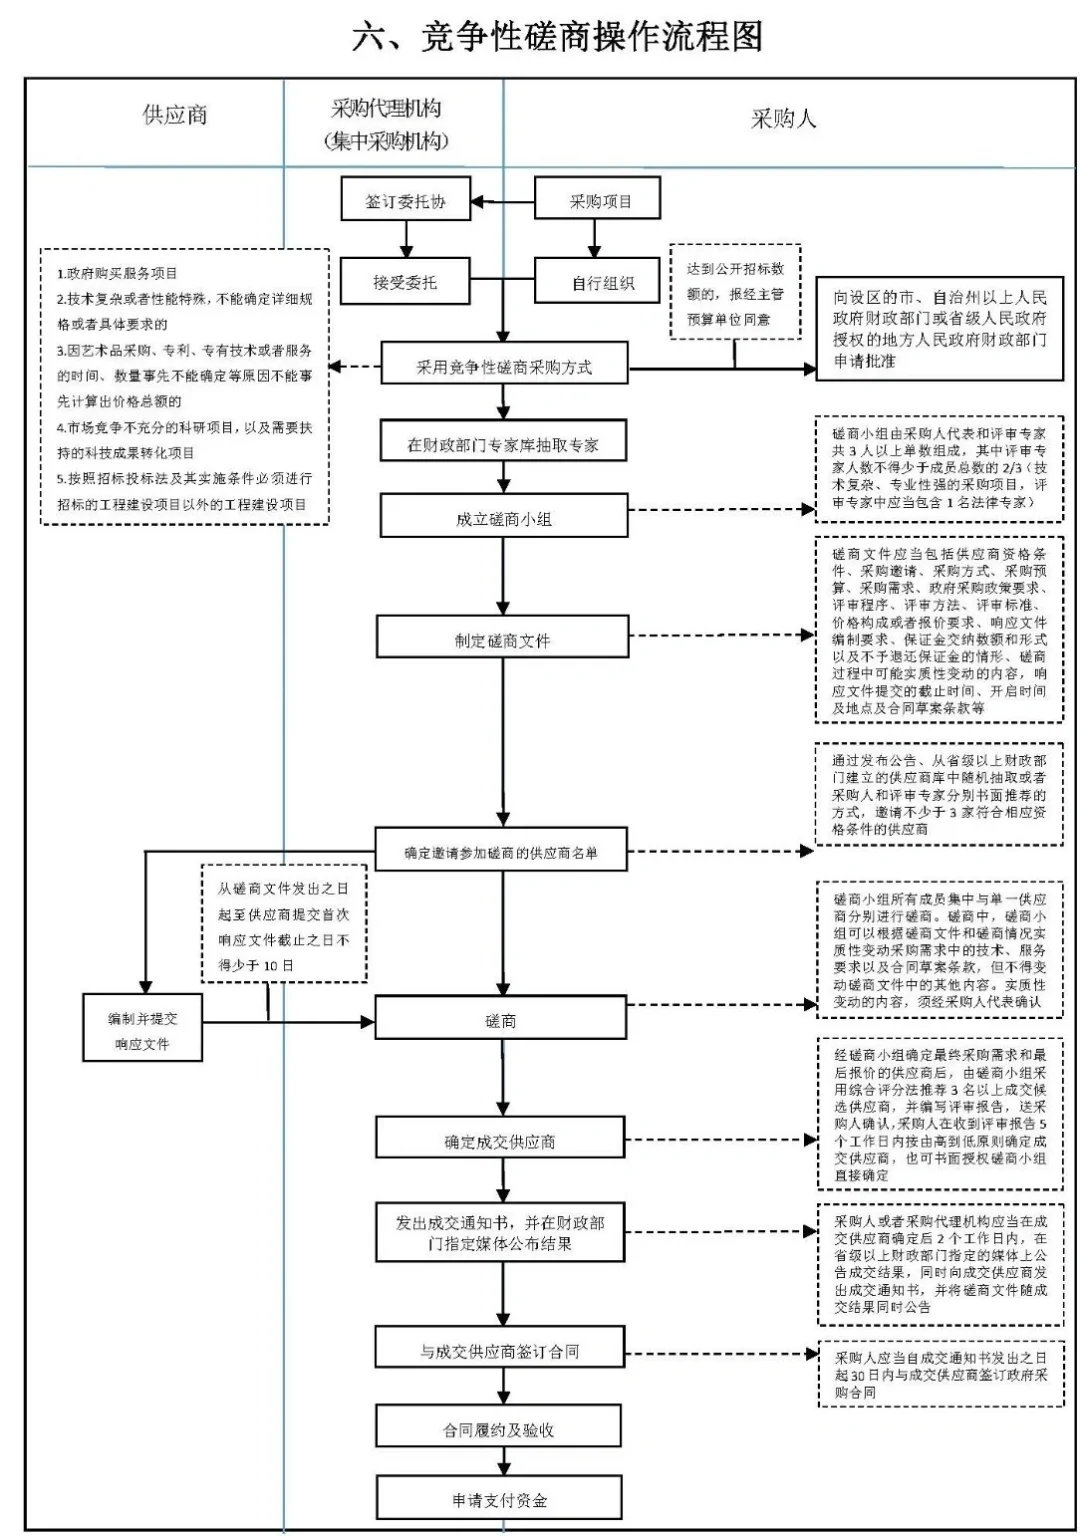 六、竞争性磋商操作流程图
供应商
采购代理机构
（集中采购机构）
采购人
签订委托协
采购项目
接受委托
自行组织
达到公开招标数
额的，报经主管
预算单位同意
向设区的市、自治州以上人民
政府财政部门或省级人民政府
授权的地方人民政府财政部门
申请批准
1.政府购买服务项目
2.技术复杂或者性能特殊，不能确定详细规
格或者具体要求的
3.因艺术品采购、专利、专有技术或者服务
的时间、数量事先不能确定等原因不能事
先计算出价格总额的
4.市场竞争不充分的科研项目，以及需要扶
持的科技成果转化项目
5.按照招标投标法及其实施条件必须进行
招标的工程建设项目以外的工程建设项目
采用竞争性磋商采购方式
在财政部门专家库抽取专家
成立磋商小组
磋商小组由采购人代表和评审专家
共 3 人以上单数组成，其中评审专
家人数不得少于成员总数的 2/3（技
术复杂、专业性强的采购项目，评
审专家中应当包含 1 名法律专家）
制定磋商文件
磋商文件应当包括供应商资格条
件、采购邀请、采购方式、采购预
算、采购需求、政府采购政策要求、
评审程序、评审方法、评审标准、
价格构成或者报价要求、响应文件
编制要求、保证金交纳数额和形式
以及不予退还保证金的情形、磋商
过程中可能实质性变动的内容，响
应文件提交的截止时间、开启时间
及地点及合同草案条款等
确定邀请参加磋商的供应商名单
通过发布公告、从省级以上财政部
门建立的供应商库中随机抽取或者
采购人和评审专家分别书面推荐的
方式，邀请不少于 3 家符合相应资
格条件的供应商
从磋商文件发出之日
起至供应商提交首次
响应文件截止之日不
得少于 10 日
编制并提交
响应文件
磋商
磋商小组所有成员集中与单一供应
商分别进行磋商。磋商中，磋商小
组可以根据磋商文件和磋商情况实
质性变动采购需求中的技术、服务
要求以及合同草案条款，但不得变
动磋商文件中的其他内容。实质性
变动的内容，须经采购人代表确认
确定成交供应商
经磋商小组确定最终采购需求和最
后报价的供应商后，由磋商小组采
用综合评分法推荐 3 名以上成交候
选供应商，并编写评审报告，送采
购人确认，采购人在收到评审报告 5
个工作日内按由高到低原则确定成
交供应商，也可书面授权磋商小组
直接确定
发出成交通知书，并在财政部
门指定媒体公布结果
采购人或者采购代理机构应当在成
交供应商确定后 2 个工作日内，在
省级以上财政部门指定的媒体上公
告成交结果，同时向成交供应商发
出成交通知书，并将磋商文件随成
交结果同时公告
与成交供应商签订合同
采购人应当自成交通知书发出之日
起 30 日内与成交供应商签订政府采
购合同
合同履约及验收
申请支付资金